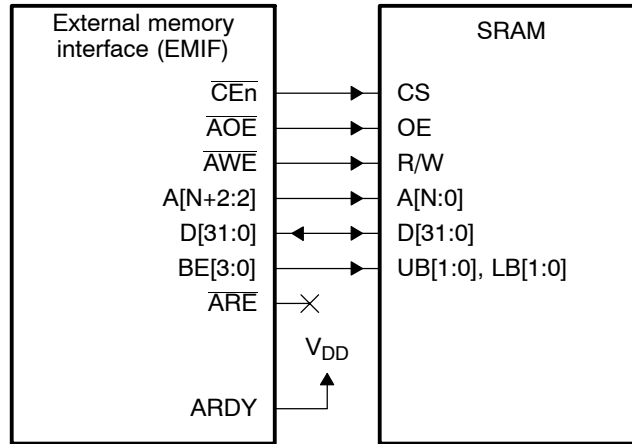 External memory
interface (EMIF)
SRAM
CEn
CS
AOE
OE
AWE
R/W
A[N+2:2]
A[N:0]
D[31:0]
D[31:0]
BE[3:0]
UB[1:0], LB[1:0]
ARE
VDD
ARDY